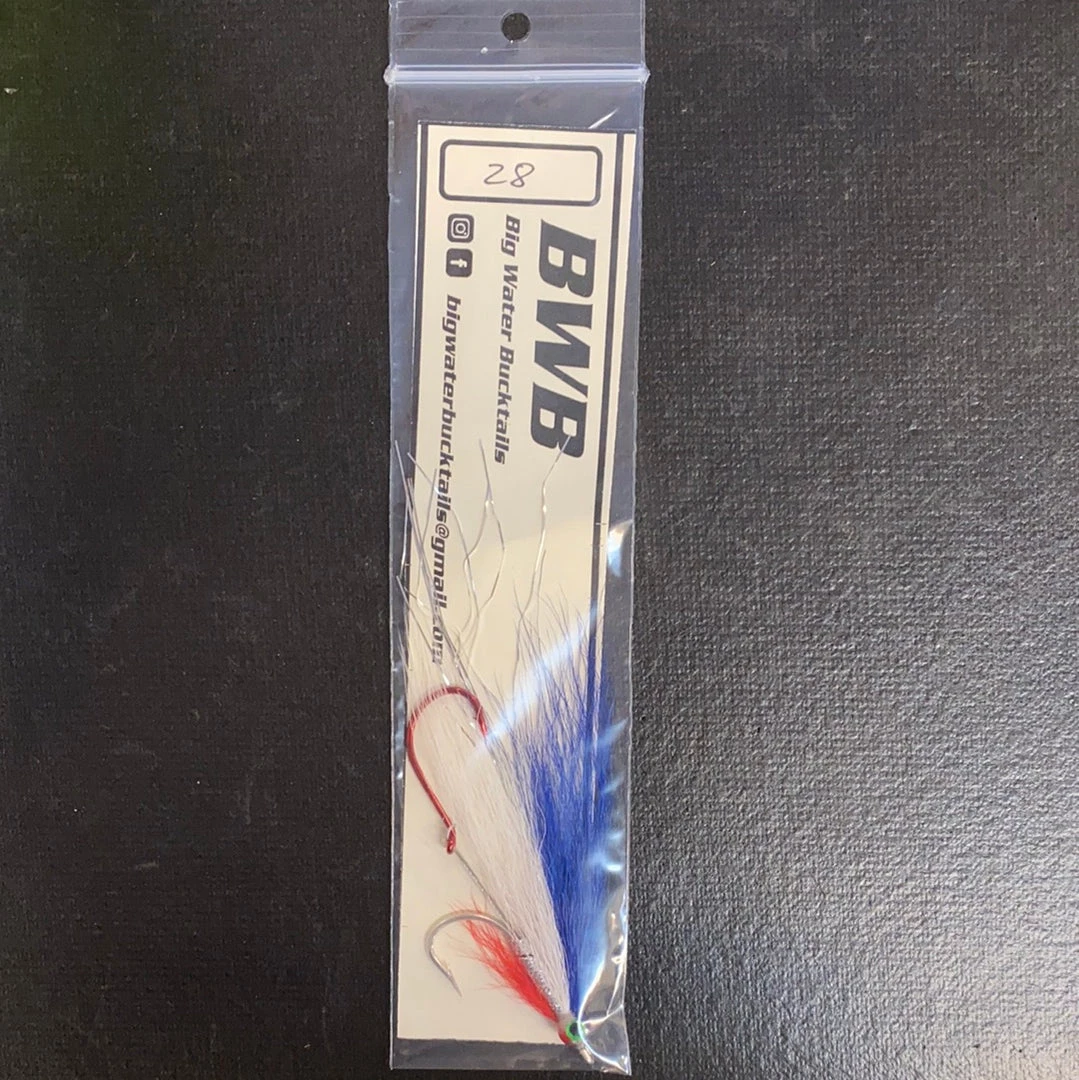 28
BWB
Big Water Bucktails
bigwaterbucktails@gmail.com